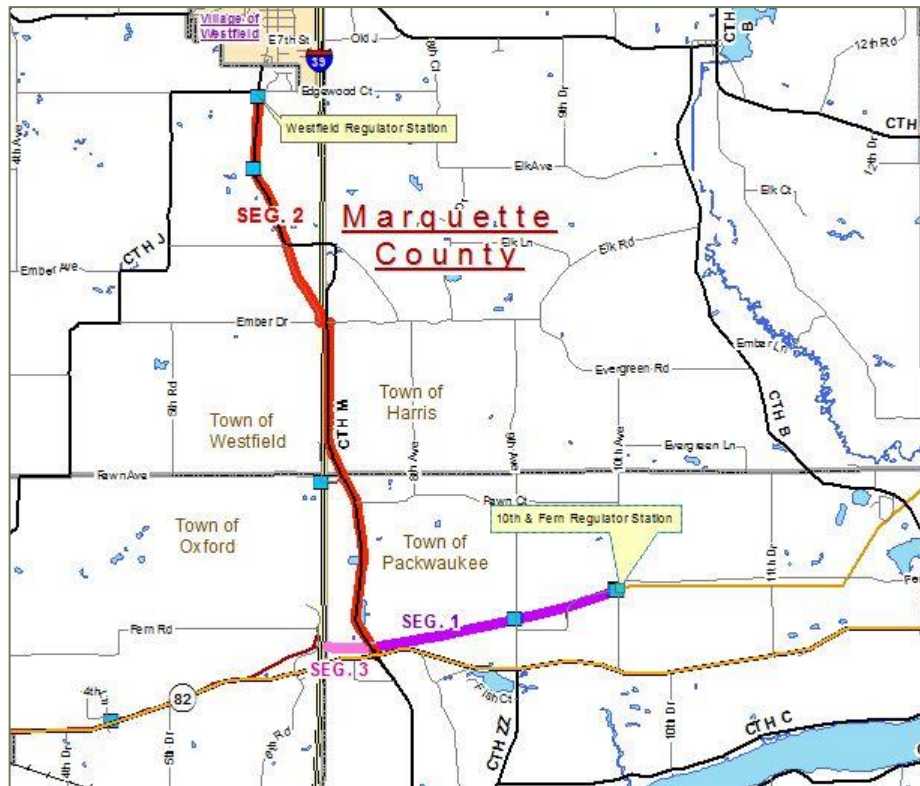 Village of
Westfield
E7th St
Old J
8th Ct
CTH
B
12th Rd
39
Edgewood Ct
9th Dr
CTH
4th Ave
Westfield Regulator Station
Elk Ave
12th Dr
SEG. 2
Marquette
County
Elk Ct
CTH J
Elk Ln
Elk Rd
Ember Ave
Ember Dr
Ember Ln
Evergreen Rd
5th Rd
Town of
Westfield
CTH M
Town of
Harris
8th Ave
9th Ave
10th Ave
CTH B
Evergreen Ln
Fawn Ave
Fawn Ct
10th & Fern Regulator Station
Town of
Oxford
Town of
Packwaukee
11th Dr
Fe
SEG. 1
Fern Rd
SEG. 3
82
4th
Fish Ct
6th Rd
4th Dr
5th Dr
CTH ZZ
10th Dr
CTH C